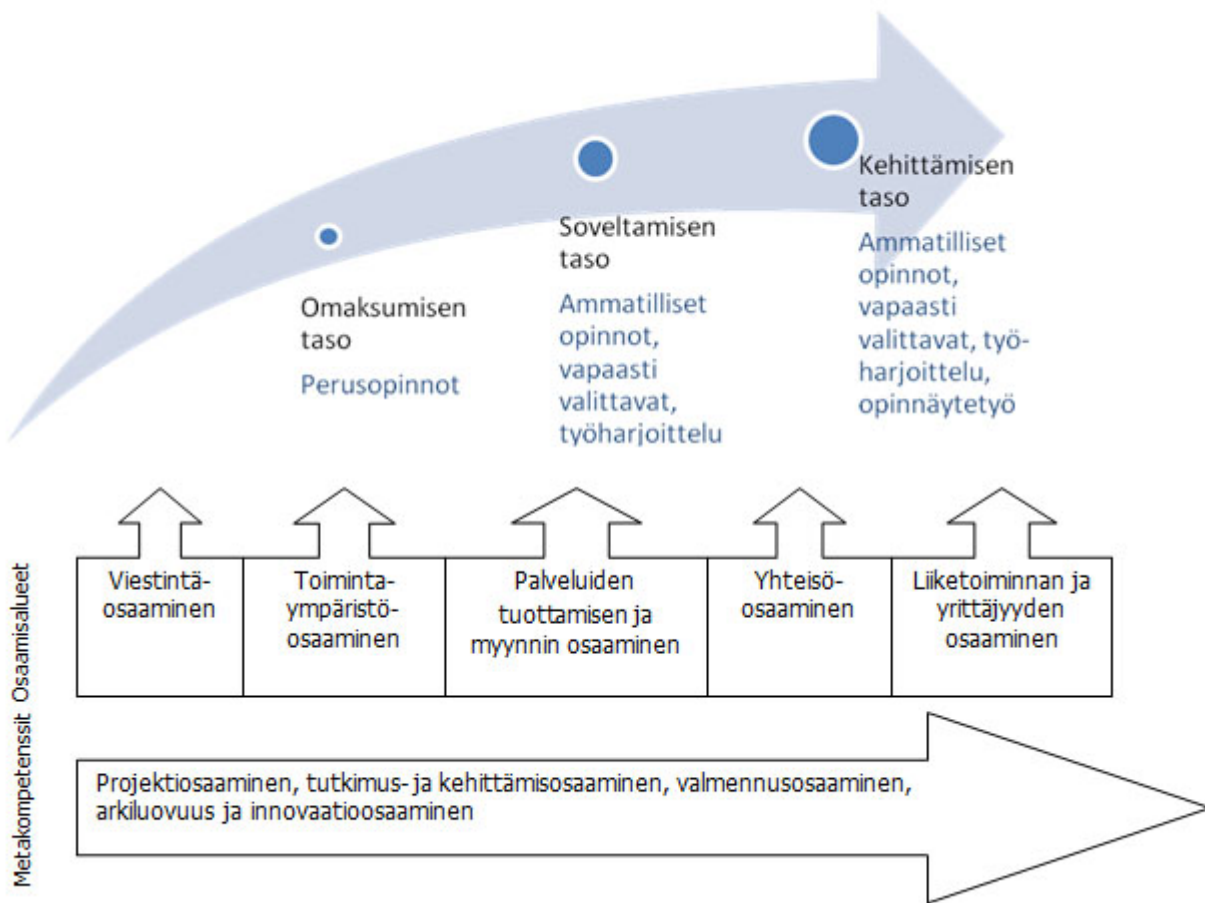 Omaksumisen
taso
Perusopinnot
Soveltamisen
taso
Ammatilliset
opinnot,
vapaasti
valittavat,
työharjoittelu
Kehittämisen
taso
Ammatilliset
opinnot,
vapaasti
valittavat, työ-
harjoittelu,
opinnäytetyö
Osaamisalueet
Viestintä-
osaaminen
Toiminta-
ympäristö-
osaaminen
Palveluiden
tuottamisen ja
myynnin osaaminen
Yhteisö-
osaaminen
Liiketoiminnan ja
yrittäjyyden
osaaminen
Metakompetenssit
Projektiosaaminen, tutkimus- ja kehittämisosaaminen, valmennusosaaminen,
arkiluovuus ja innovaatioosaaminen